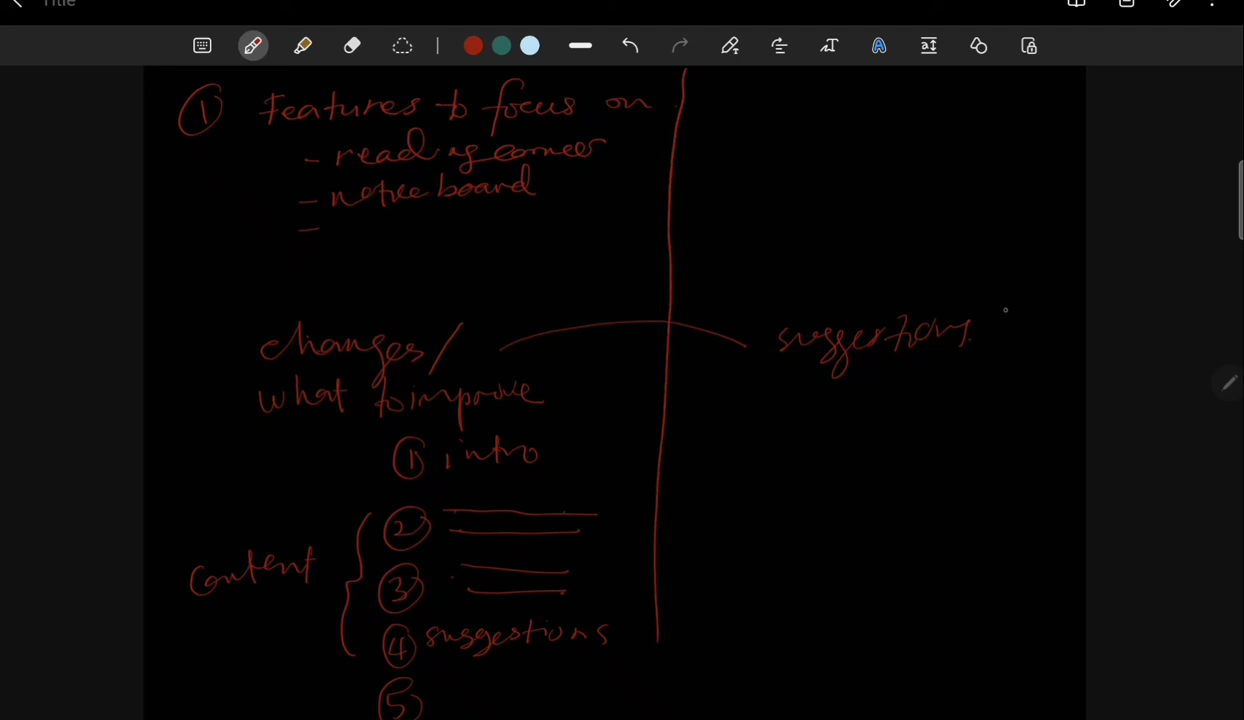 Title
① Features to focus on
- reading corner
- notice board
-
changes/
what to improve
suggestions.
① intro
content
②
③
④ suggestions
⑤